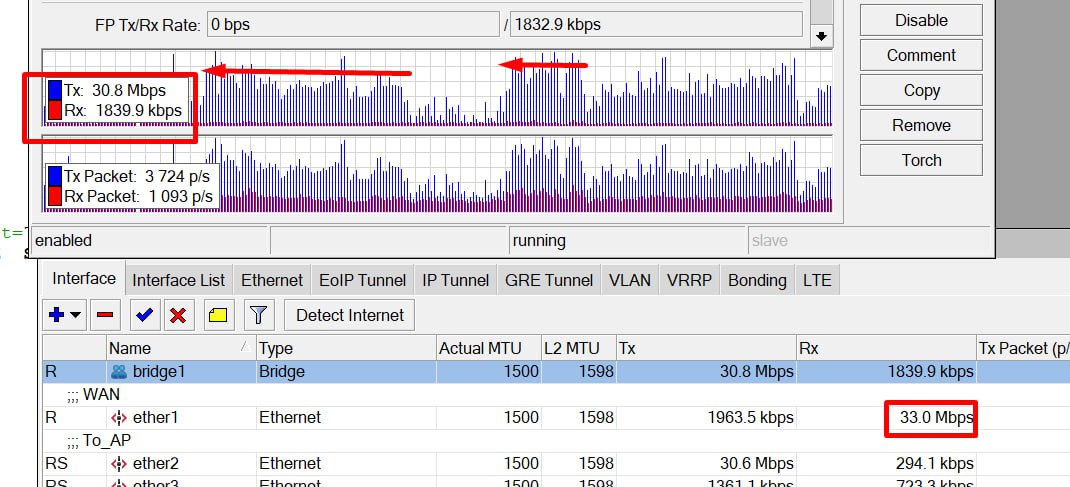 FP Tx/Rx Rate: 0 bps / 1832.9 kbps
Disable
Comment
Copy
Remove
Torch
Tx: 30.8 Mbps
Rx: 1839.9 kbps
Tx Packet: 3 724 p/s
Rx Packet: 1 093 p/s
t=
enabled running slave
Interface Interface List Ethernet EoIP Tunnel IP Tunnel GRE Tunnel VLAN VRRP Bonding LTE
Detect Internet
Name Type Actual MTU L2 MTU Tx Rx Tx Packet (p/
R bridge1 Bridge 1500 1598 30.8 Mbps 1839.9 kbps
;;; WAN
R ether1 Ethernet 1500 1598 1963.5 kbps 33.0 Mbps
;;; To_AP
RS ether2 Ethernet 1500 1598 30.6 Mbps 294.1 kbps
RS ether3 Ethernet 1500 1598 1361.1 kbps 723.3 kbps